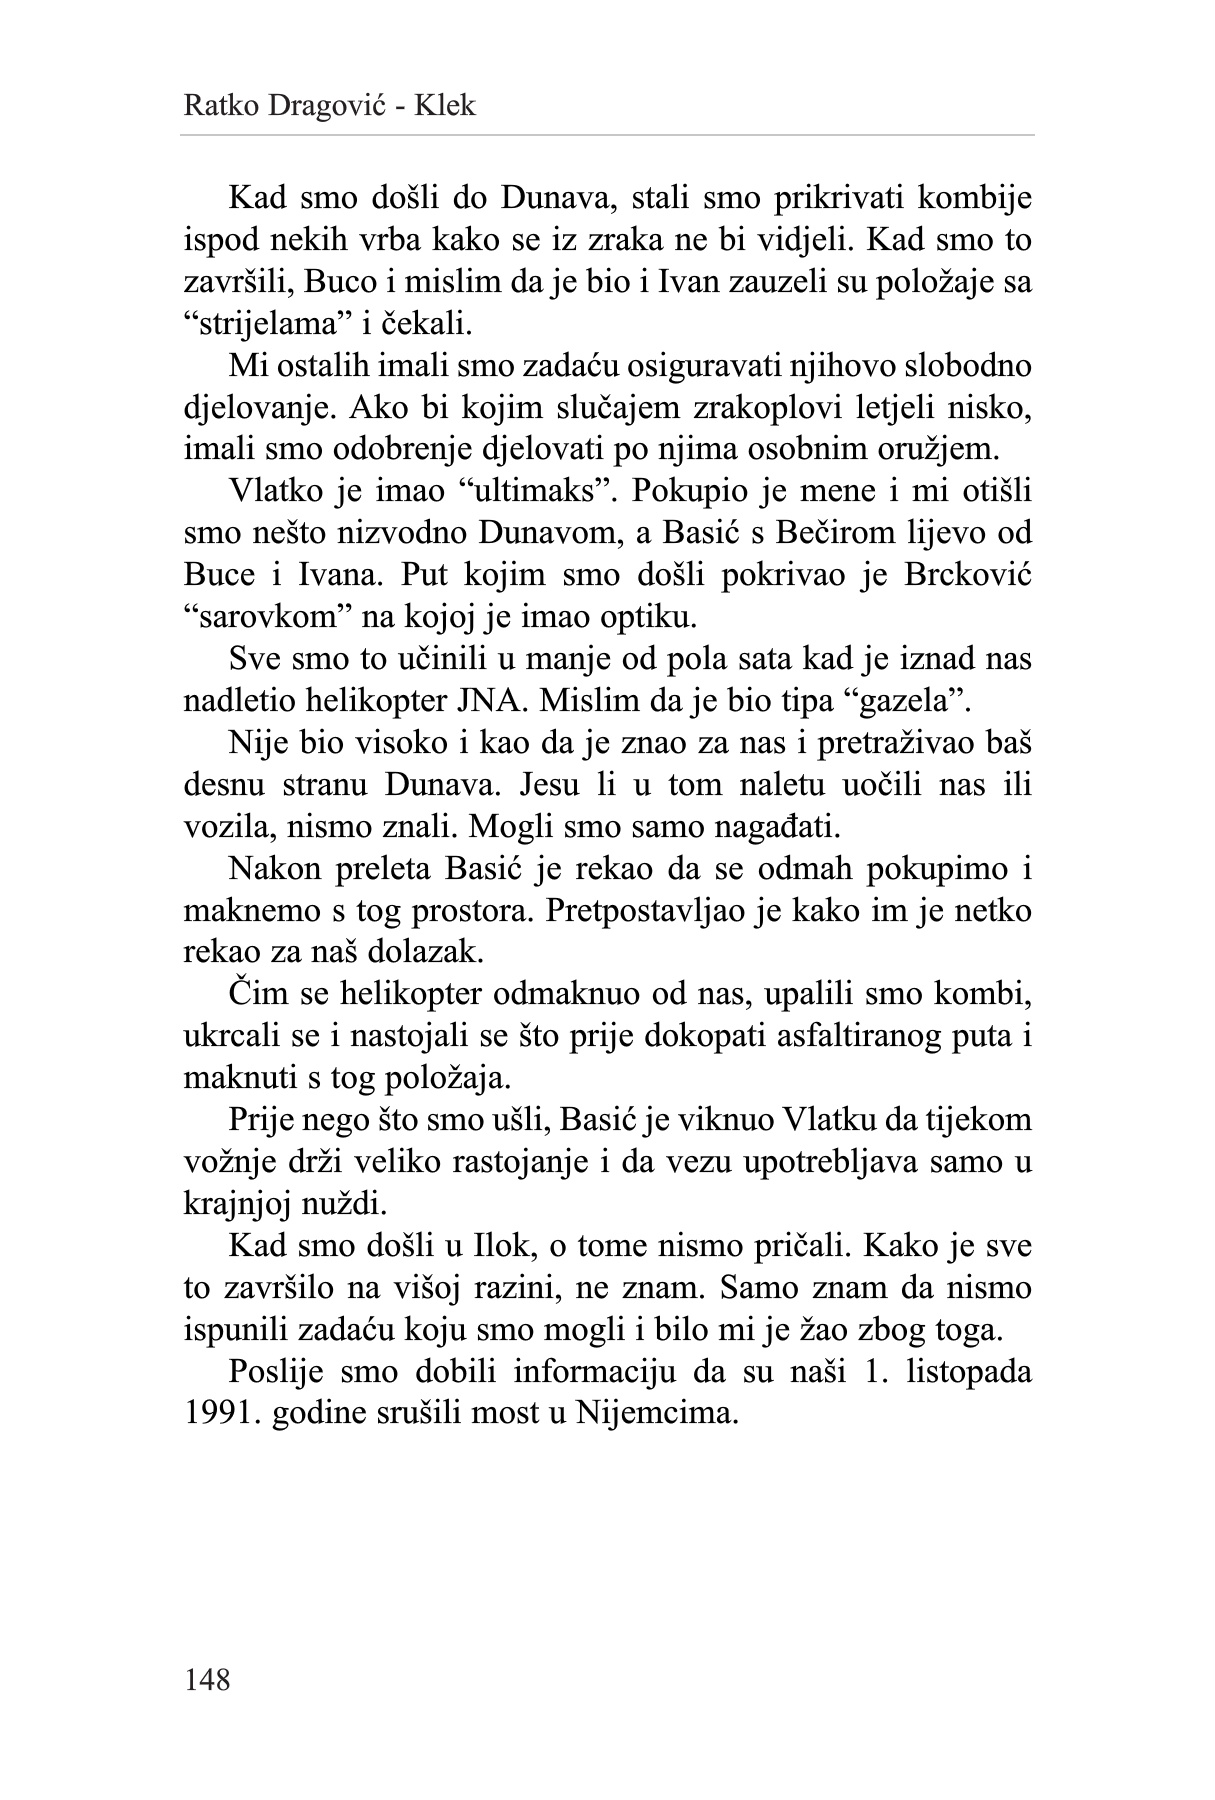 Ratko Dragović - Klek
Kad smo došli do Dunava, stali smo prikrivati kombije
ispod nekih vrba kako se iz zraka ne bi vidjeli. Kad smo to
završili, Buco i mislim da je bio i Ivan zauzeli su položaje sa
“strijelama” i čekali.
Mi ostalih imali smo zadaću osiguravati njihovo slobodno
djelovanje. Ako bi kojim slučajem zrakoplovi letjeli nisko,
imali smo odobrenje djelovati po njima osobnim oružjem.
Vlatko je imao “ultimaks”. Pokupio je mene i mi otišli
smo nešto nizvodno Dunavom, a Basić s Bečirom lijevo od
Buce i Ivana. Put kojim smo došli pokrivao je Brcković
“sarovkom” na kojoj je imao optiku.
Sve smo to učinili u manje od pola sata kad je iznad nas
nadletio helikopter JNA. Mislim da je bio tipa “gazela”.
Nije bio visoko i kao da je znao za nas i pretraživao baš
desnu stranu Dunava. Jesu li u tom naletu uočili nas ili
vozila, nismo znali. Mogli smo samo nagađati.
Nakon preleta Basić je rekao da se odmah pokupimo i
maknemo s tog prostora. Pretpostavljao je kako im je netko
rekao za naš dolazak.
Čim se helikopter odmaknuo od nas, upalili smo kombi,
ukrcali se i nastojali se što prije dokopati asfaltiranog puta i
maknuti s tog položaja.
Prije nego što smo ušli, Basić je viknuo Vlatku da tijekom
vožnje drži veliko rastojanje i da vezu upotrebljava samo u
krajnjoj nuždi.
Kad smo došli u Ilok, o tome nismo pričali. Kako je sve
to završilo na višoj razini, ne znam. Samo znam da nismo
ispunili zadaću koju smo mogli i bilo mi je žao zbog toga.
Poslije smo dobili informaciju da su naši 1. listopada
1991. godine srušili most u Nijemcima.
148